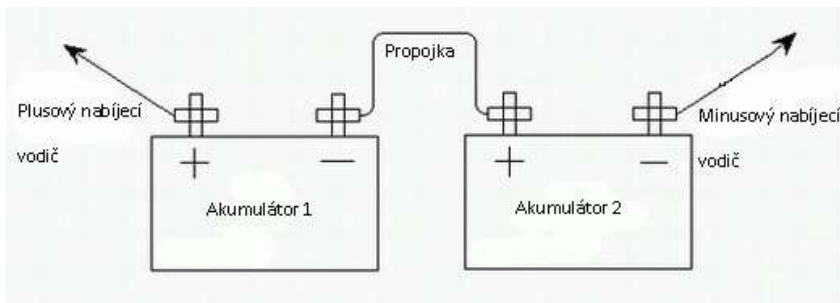 Propojka
Plusový nabíjecí
vodič
Minusový nabíjecí
vodič
+
—
+
—
Akumulátor 1
Akumulátor 2